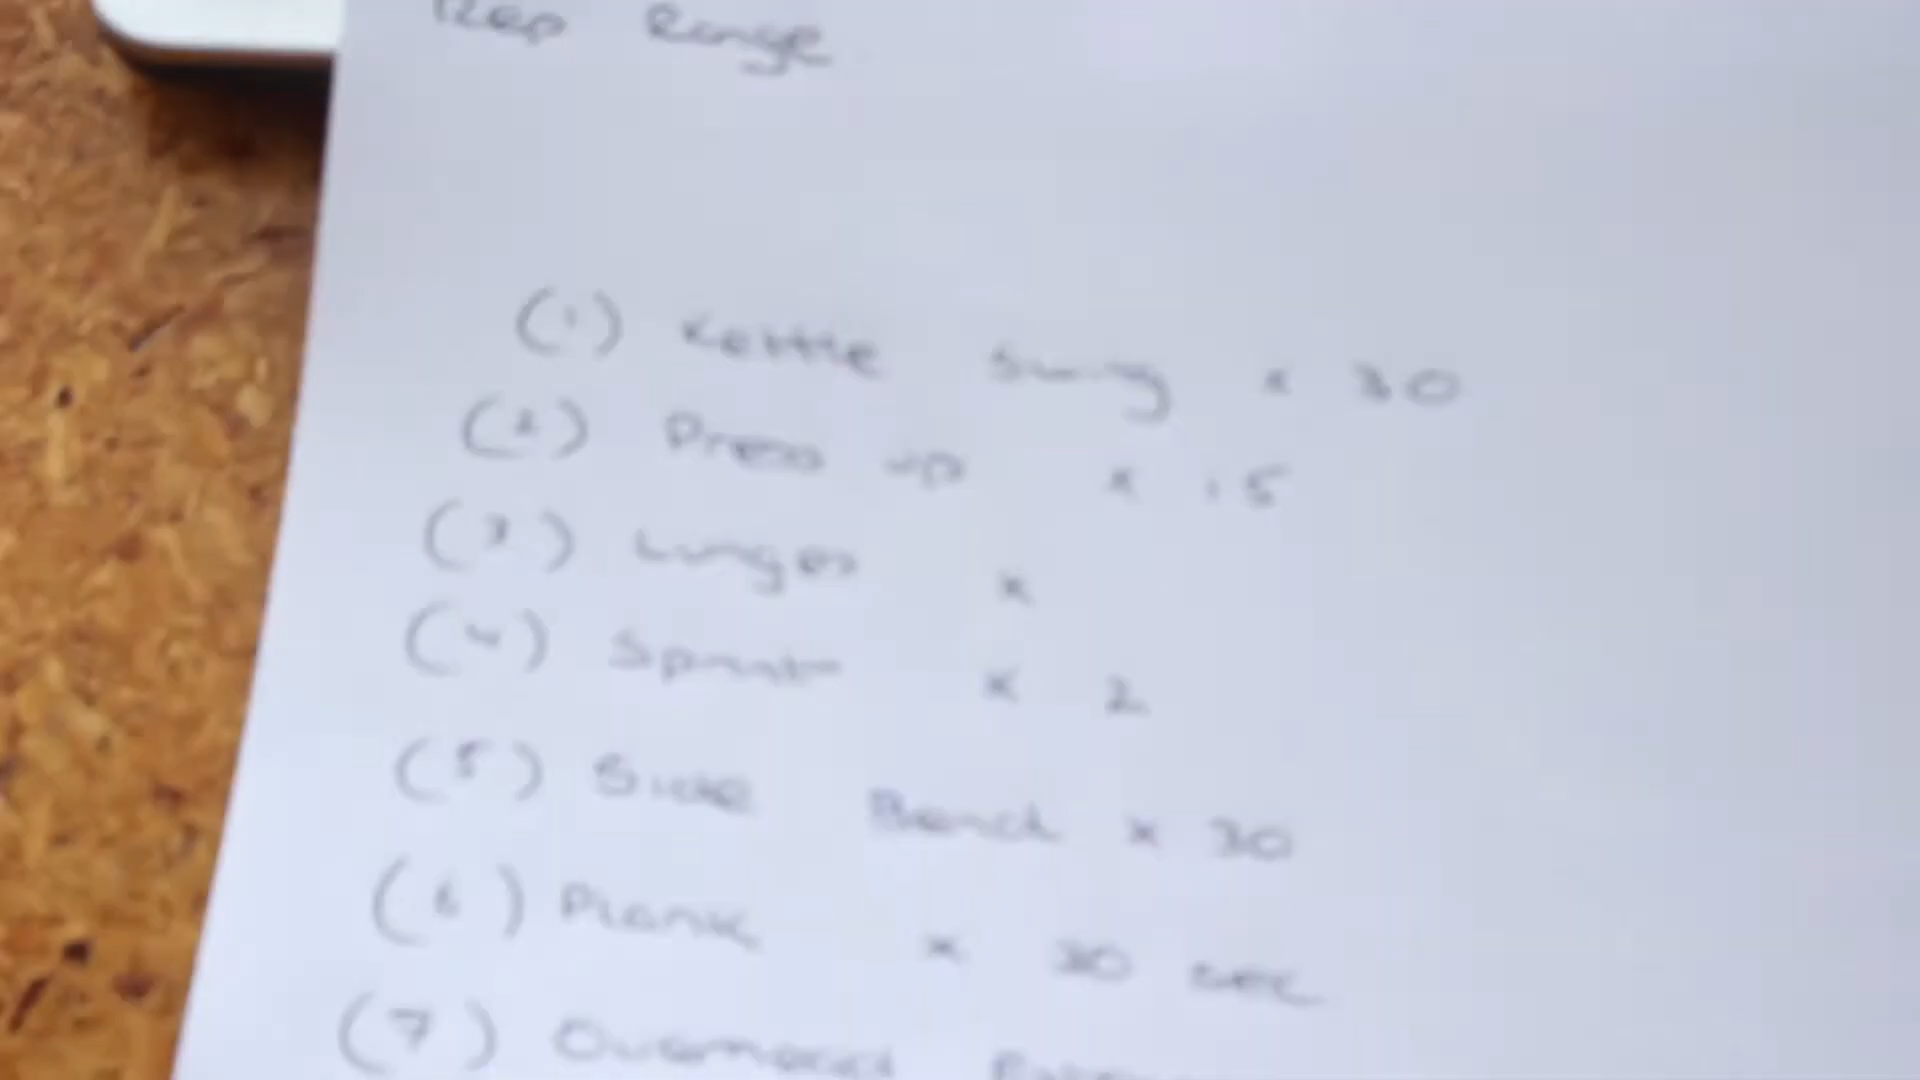 Rep Range
(1) Kettle Swing x 30
(2) Press up x 15
(3) Lunges x
(4) Sprint x 2
(5) Side Bench x 30
(6) Plank x 30 sec
(7) Overhead